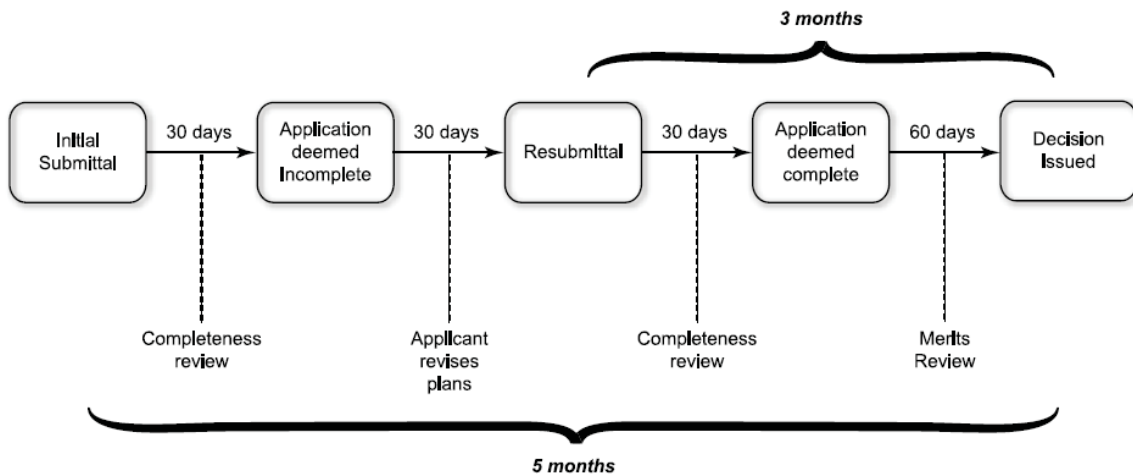 3 months
Initial
Submittal
30 days
Application
deemed
Incomplete
30 days
Resubmittal
30 days
Application
deemed
complete
60 days
Decision
Issued
Completeness
review
Applicant
revises
plans
Completeness
review
Merits
Review
5 months